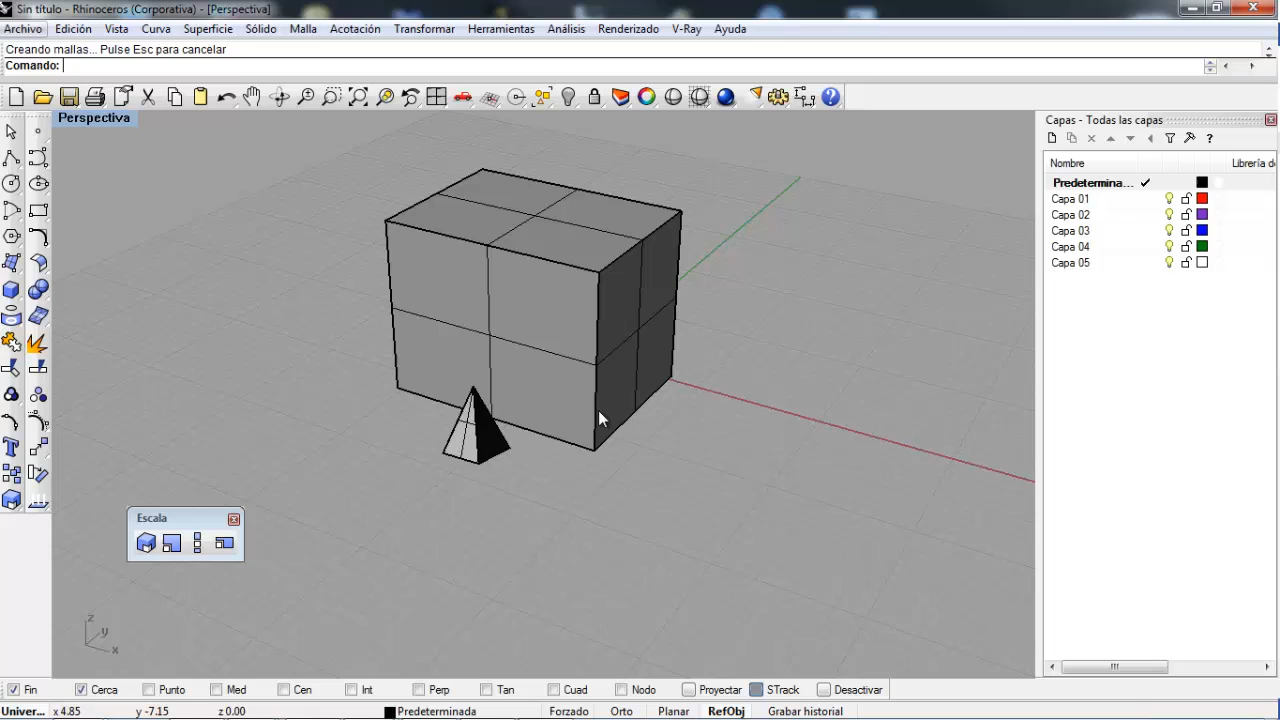 Sin título - Rhinoceros (Corporativa) - [Perspectiva]
Archivo Edición Vista Curva Superficie Sólido Malla Acotación Transformar Herramientas Análisis Renderizado V-Ray Ayuda
Creando mallas... Pulse Esc para cancelar
Comando:
Perspectiva
Capas - Todas las capas
Nombre Librería de
Predetermina...
Capa 01
Capa 02
Capa 03
Capa 04
Capa 05
Escala
z
y
x
Fin Cerca Punto Med Cen Int Perp Tan Cuad Nodo Proyectar STrack Desactivar
Univer... x 4.85 y -7.15 z 0.00 Predeterminada Forzado Orto Planar RefObj Grabar historial